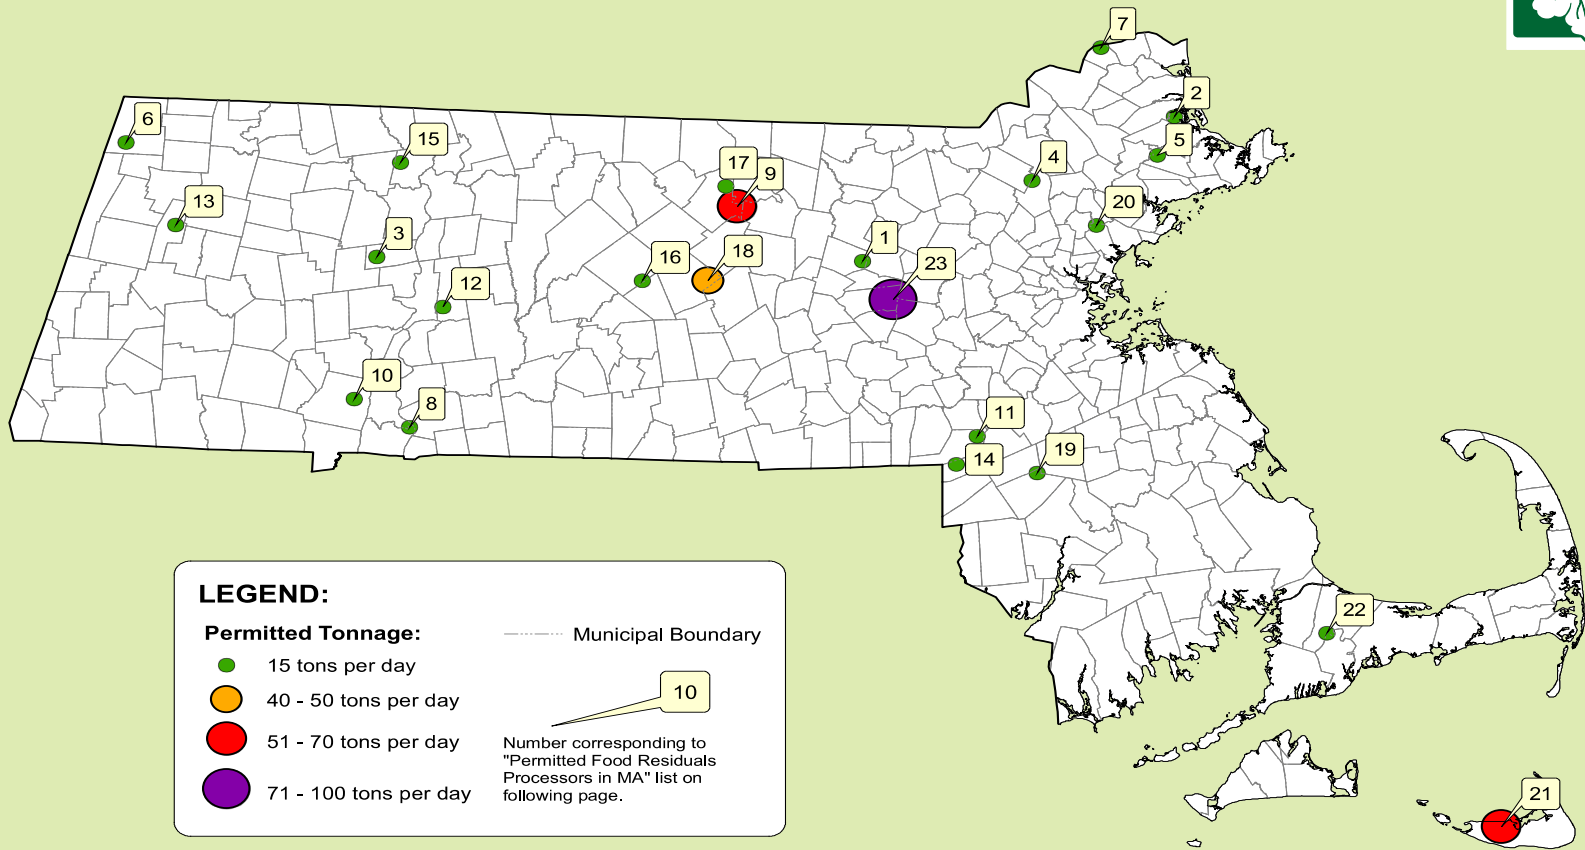 7
2
6
15
5
17
9
4
13
20
3
1
16
18
23
12
10
8
11
14
19
LEGEND:
Permitted Tonnage:
Municipal Boundary
15 tons per day
40 - 50 tons per day
51 - 70 tons per day
71 - 100 tons per day
10
Number corresponding to
"Permitted Food Residuals
Processors in MA" list on
following page.
22
21